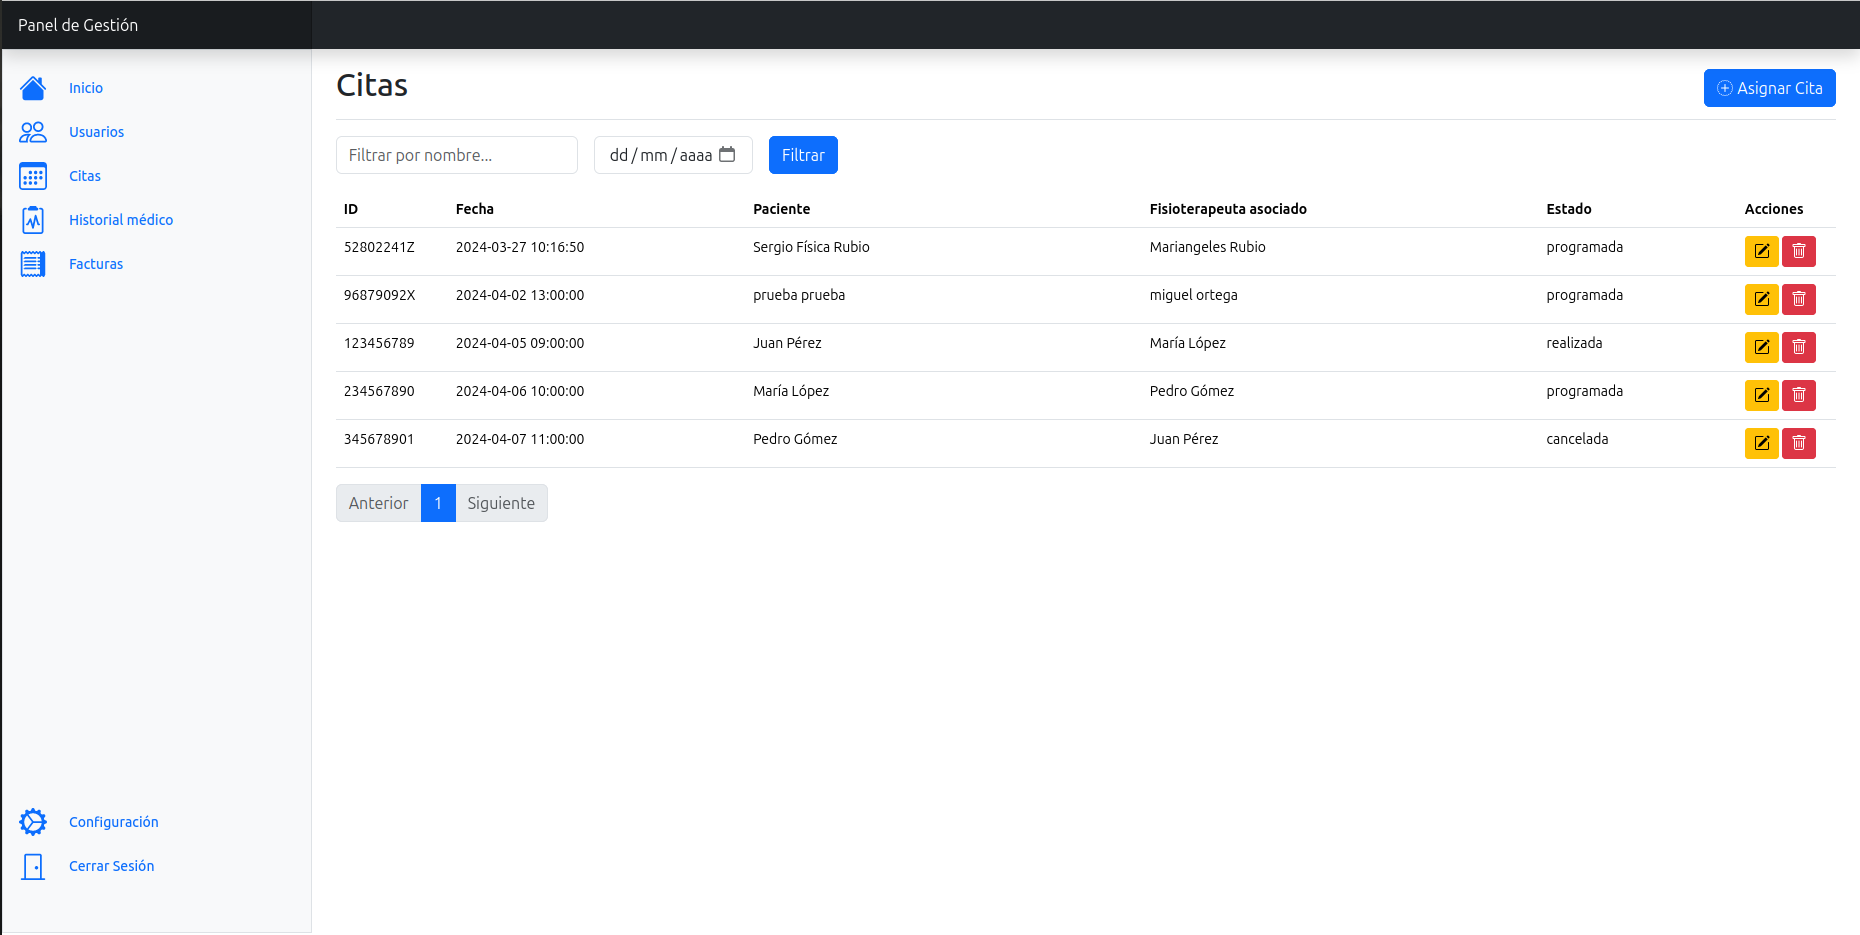 Panel de Gestión
Inicio
Usuarios
Citas
Historial médico
Facturas
Configuración
Cerrar Sesión
Citas
Asignar Cita
Filtrar por nombre... dd/mm/aaaa Filtrar
ID Fecha Paciente Fisioterapeuta asociado Estado Acciones
52802241Z 2024-03-27 10:16:50 Sergio Física Rubio Mariangeles Rubio programada
96879092X 2024-04-02 13:00:00 prueba prueba miguel ortega programada
123456789 2024-04-05 09:00:00 Juan Pérez María López realizada
234567890 2024-04-06 10:00:00 María López Pedro Gómez programada
345678901 2024-04-07 11:00:00 Pedro Gómez Juan Pérez cancelada
Anterior 1 Siguiente